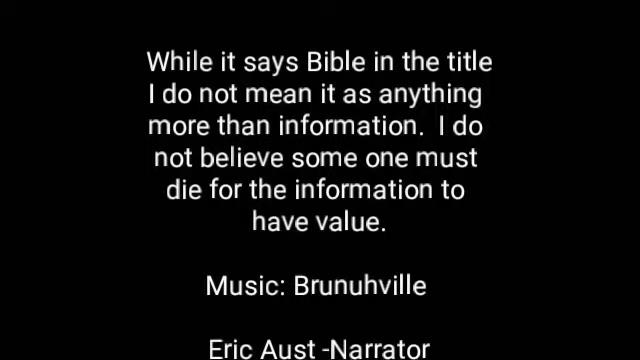 While it says Bible in the title
I do not mean it as anything
more than information.  I do
not believe some one must
die for the information to
have value.
Music: Brunuhville
Eric Aust -Narrator